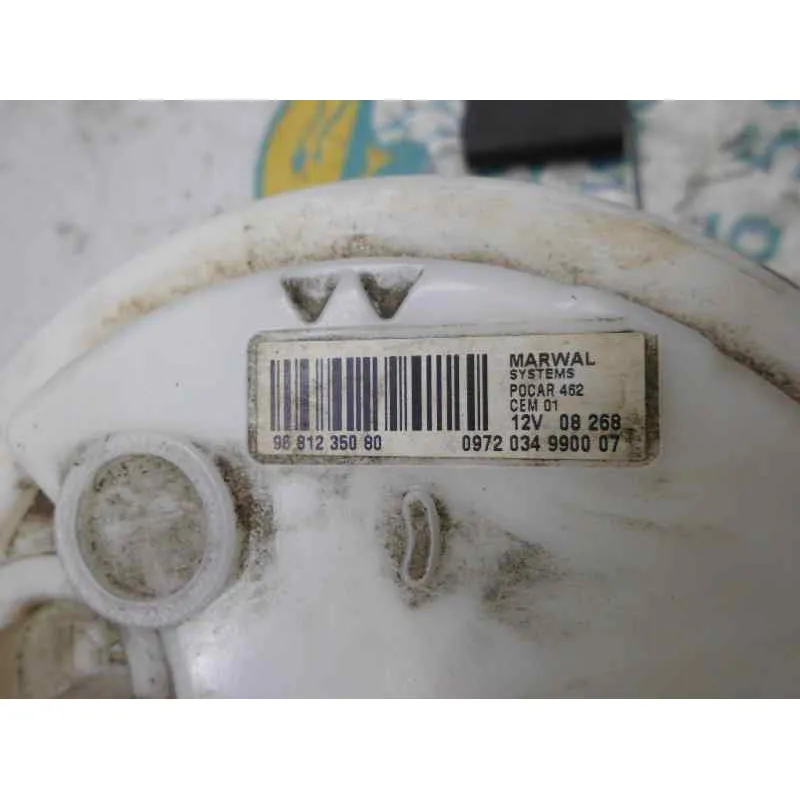 MARWAL
SYSTEMS
POCAR 462
CEM 01
12V 08 268
96 812 350 80
0972 034 9900 07